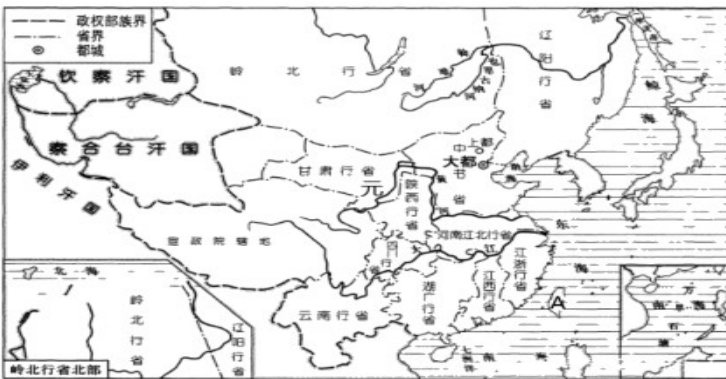 政权部族界
省界
都城
钦察汗国
察合台汗国
伊利汗国
岭北行省
辽阳行省
上都
大都
中书省
甘肃行省
元
陕西行省
宣政院辖地
河南江北行省
云南行省
湖广行省
江西行省
江浙行省
A
东海
鲸海
北海
岭北行省
辽阳行省
岭北行省北部